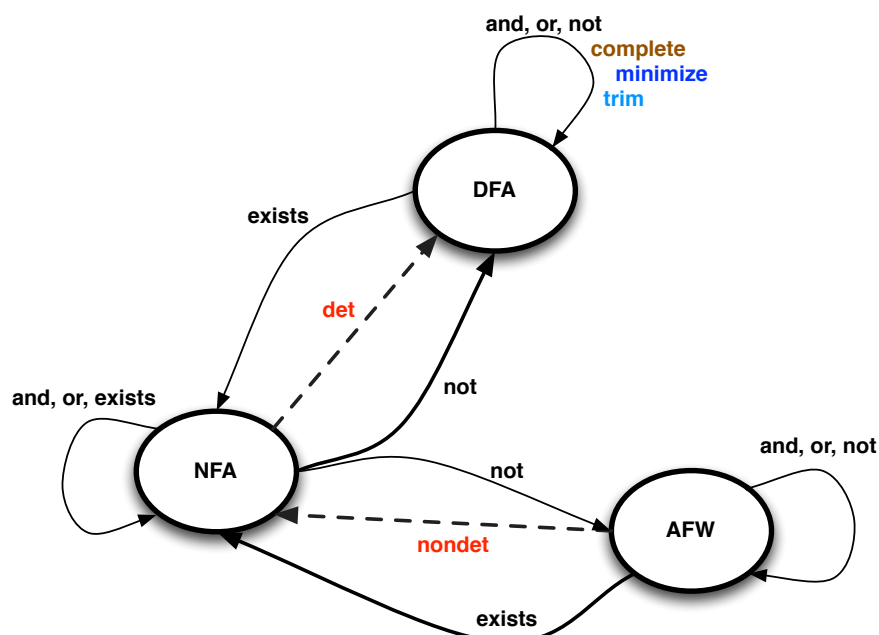 and, or, not
complete
minimize
trim
DFA
exists
det
not
and, or, exists
NFA
not
and, or, not
AFW
nondet
exists